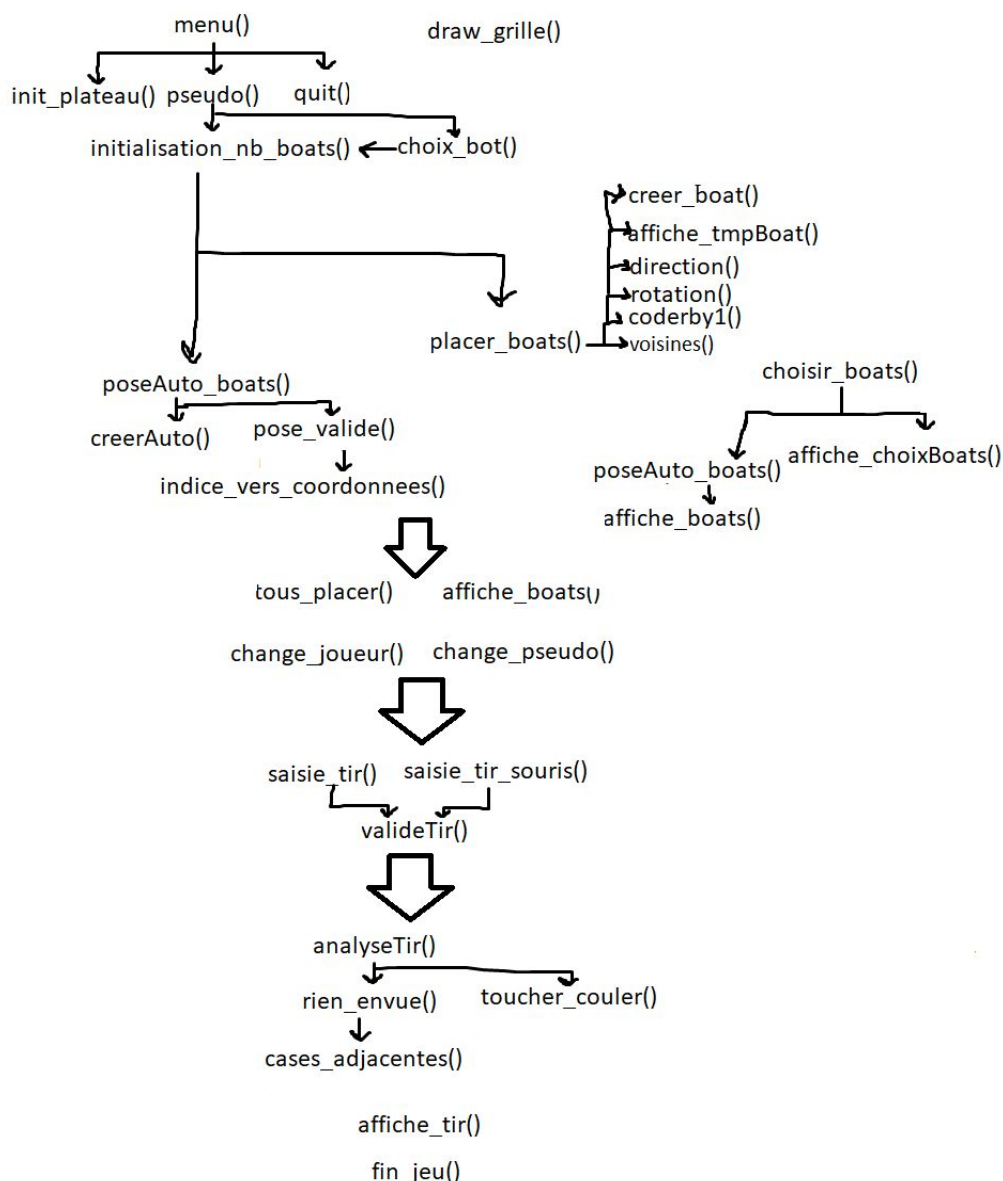 menu()
draw_grille()
init_plateau() pseudo() quit()
initialisation_nb_boats() choix_bot()
creer_boat()
affiche_tmpBoat()
direction()
rotation()
coderby1()
placer_boats() voisines()
choisir_boats()
poseAuto_boats()
creerAuto() pose_valide()
indice_vers_coordonnees()
poseAuto_boats() affiche_choixBoats()
affiche_boats()
tous_placer() affiche_boats()
change_joueur() change_pseudo()
saisie_tir() saisie_tir_souris()
valideTir()
analyseTir()
rien_envue() toucher_couler()
cases_adjacentes()
affiche_tir()
fin_jeu()